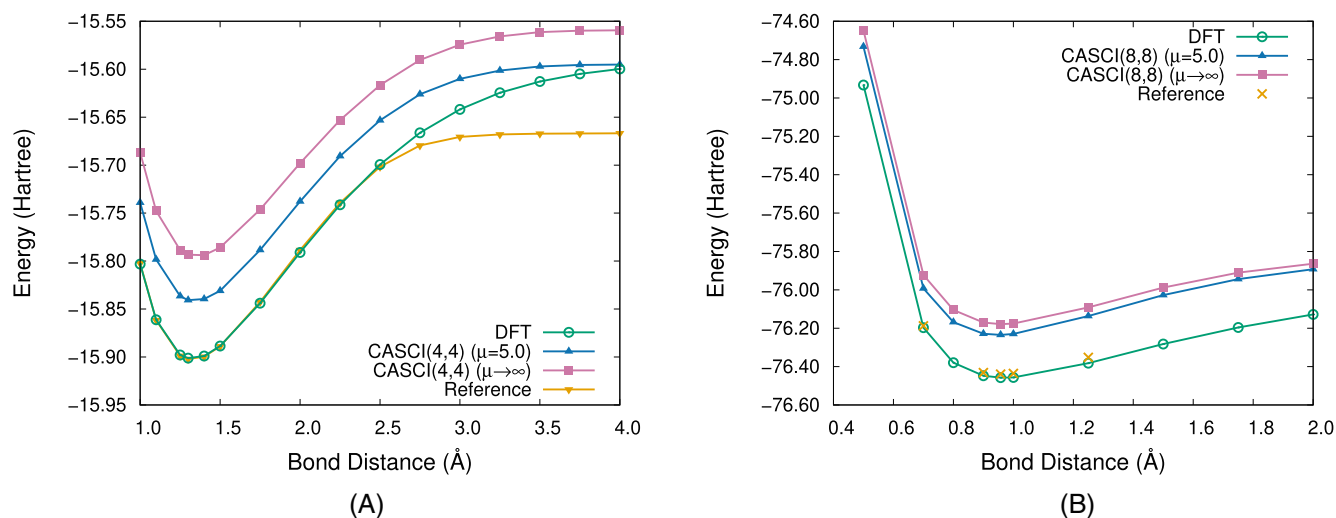 −15.55
−15.60
−15.65
−15.70
−15.75
−15.80
−15.85
−15.90
−15.95
Energy (Hartree)
1.0 1.5 2.0 2.5 3.0 3.5 4.0
Bond Distance (Å)
DFT
CASCI(4,4) (μ=5.0)
CASCI(4,4) (μ→∞)
Reference
(A)
−74.60
−74.80
−75.00
−75.20
−75.40
−75.60
−75.80
−76.00
−76.20
−76.40
−76.60
Energy (Hartree)
0.4 0.6 0.8 1.0 1.2 1.4 1.6 1.8 2.0
Bond Distance (Å)
DFT
CASCI(8,8) (μ=5.0)
CASCI(8,8) (μ→∞)
Reference
(B)